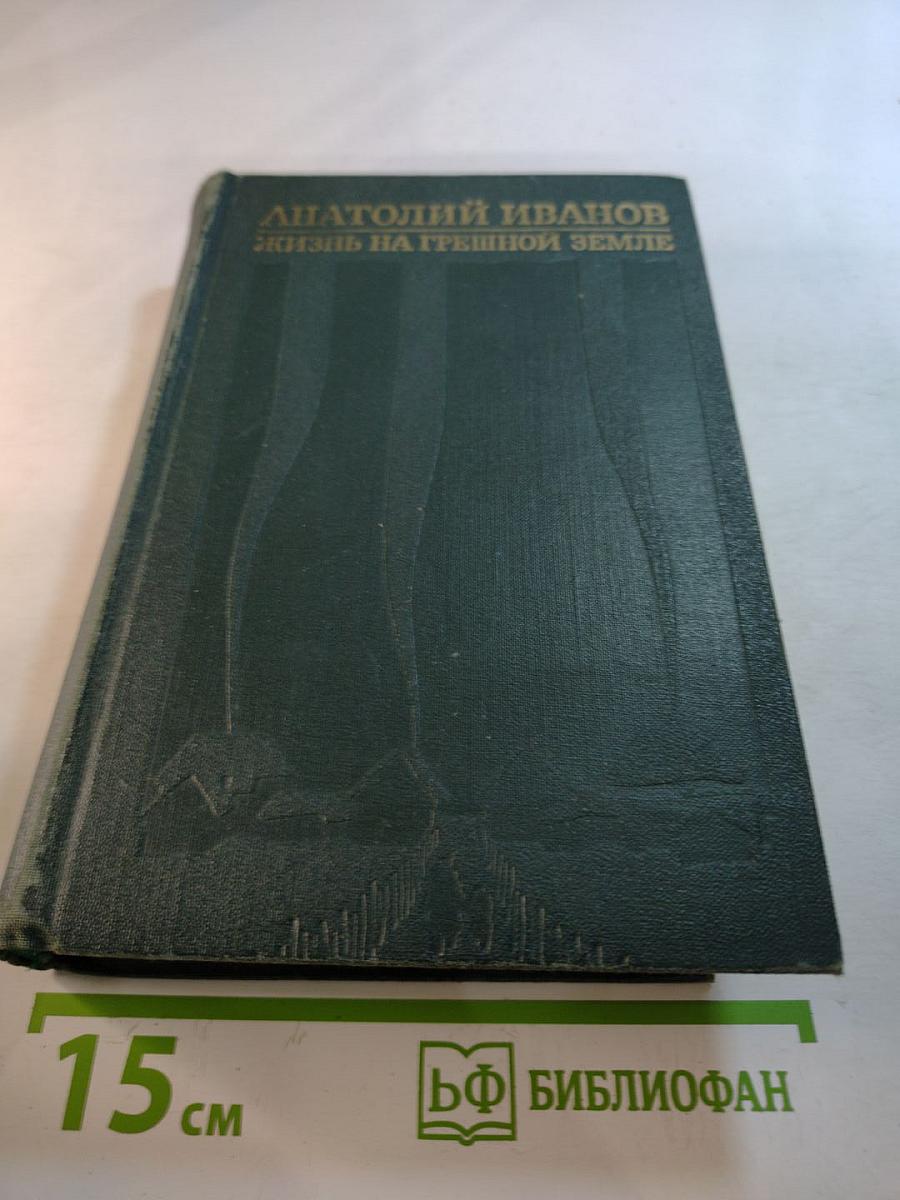 АНАТОЛИЙ ИВАНОВ
ЖИЗНЬ НА ГРЕШНОЙ ЗЕМЛЕ
15 см
ЬФ БИБЛИОФАН